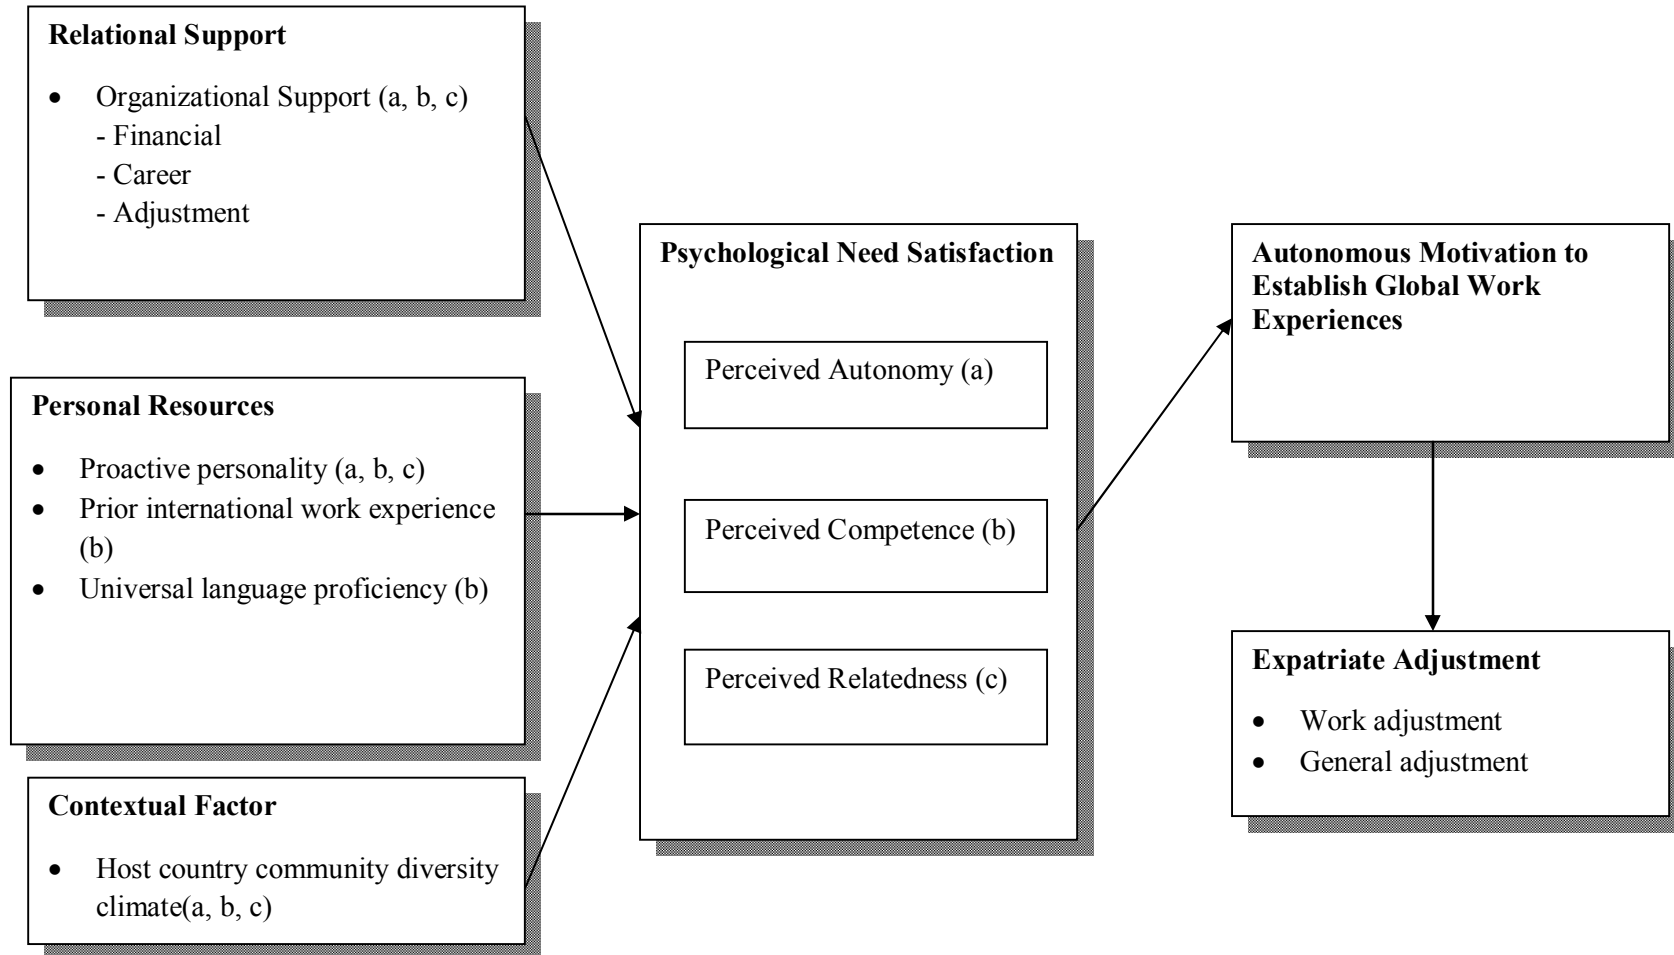 Relational Support
• Organizational Support (a, b, c)
- Financial
- Career
- Adjustment
Personal Resources
• Proactive personality (a, b, c)
• Prior international work experience
(b)
• Universal language proficiency (b)
Contextual Factor
• Host country community diversity
climate(a, b, c)
Psychological Need Satisfaction
Perceived Autonomy (a)
Perceived Competence (b)
Perceived Relatedness (c)
Autonomous Motivation to
Establish Global Work
Experiences
Expatriate Adjustment
• Work adjustment
• General adjustment